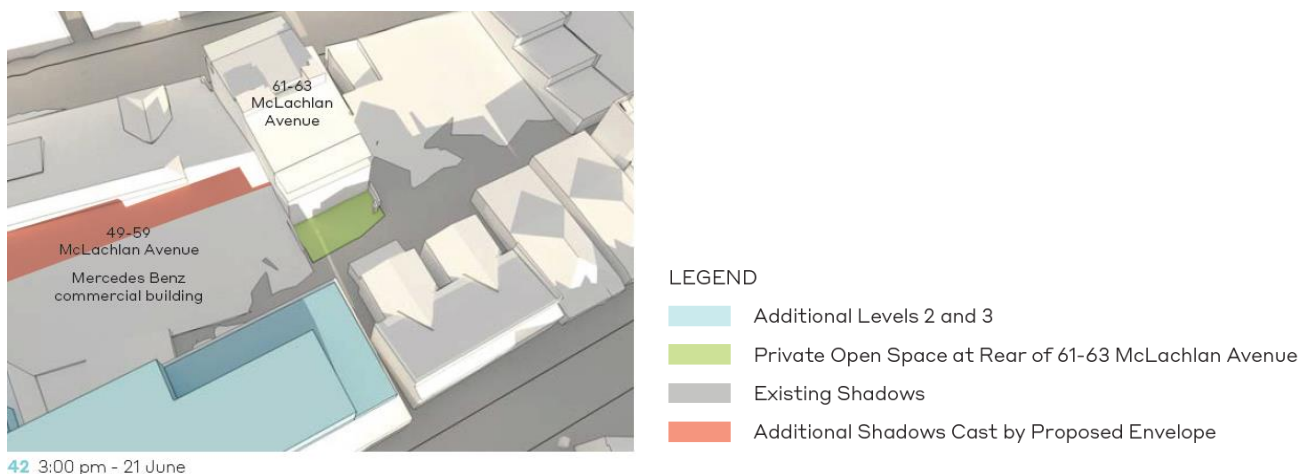 61-63
McLachlan
Avenue
49-59
McLachlan Avenue
Mercedes Benz
commercial building
42 3:00 pm - 21 June
LEGEND
Additional Levels 2 and 3
Private Open Space at Rear of 61-63 McLachlan Avenue
Existing Shadows
Additional Shadows Cast by Proposed Envelope